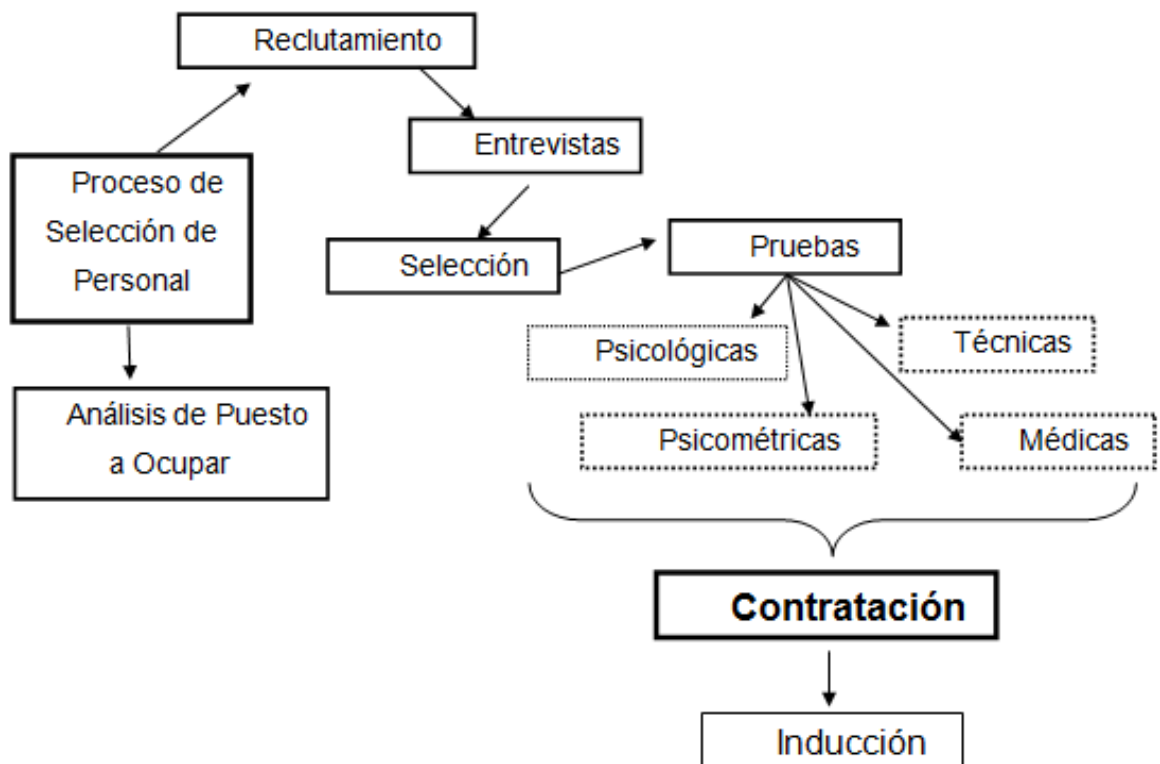 Reclutamiento
Entrevistas
Proceso de
Selección de
Personal
Selección
Pruebas
Psicológicas
Técnicas
Análisis de Puesto
a Ocupar
Psicométricas
Médicas
Contratación
Inducción